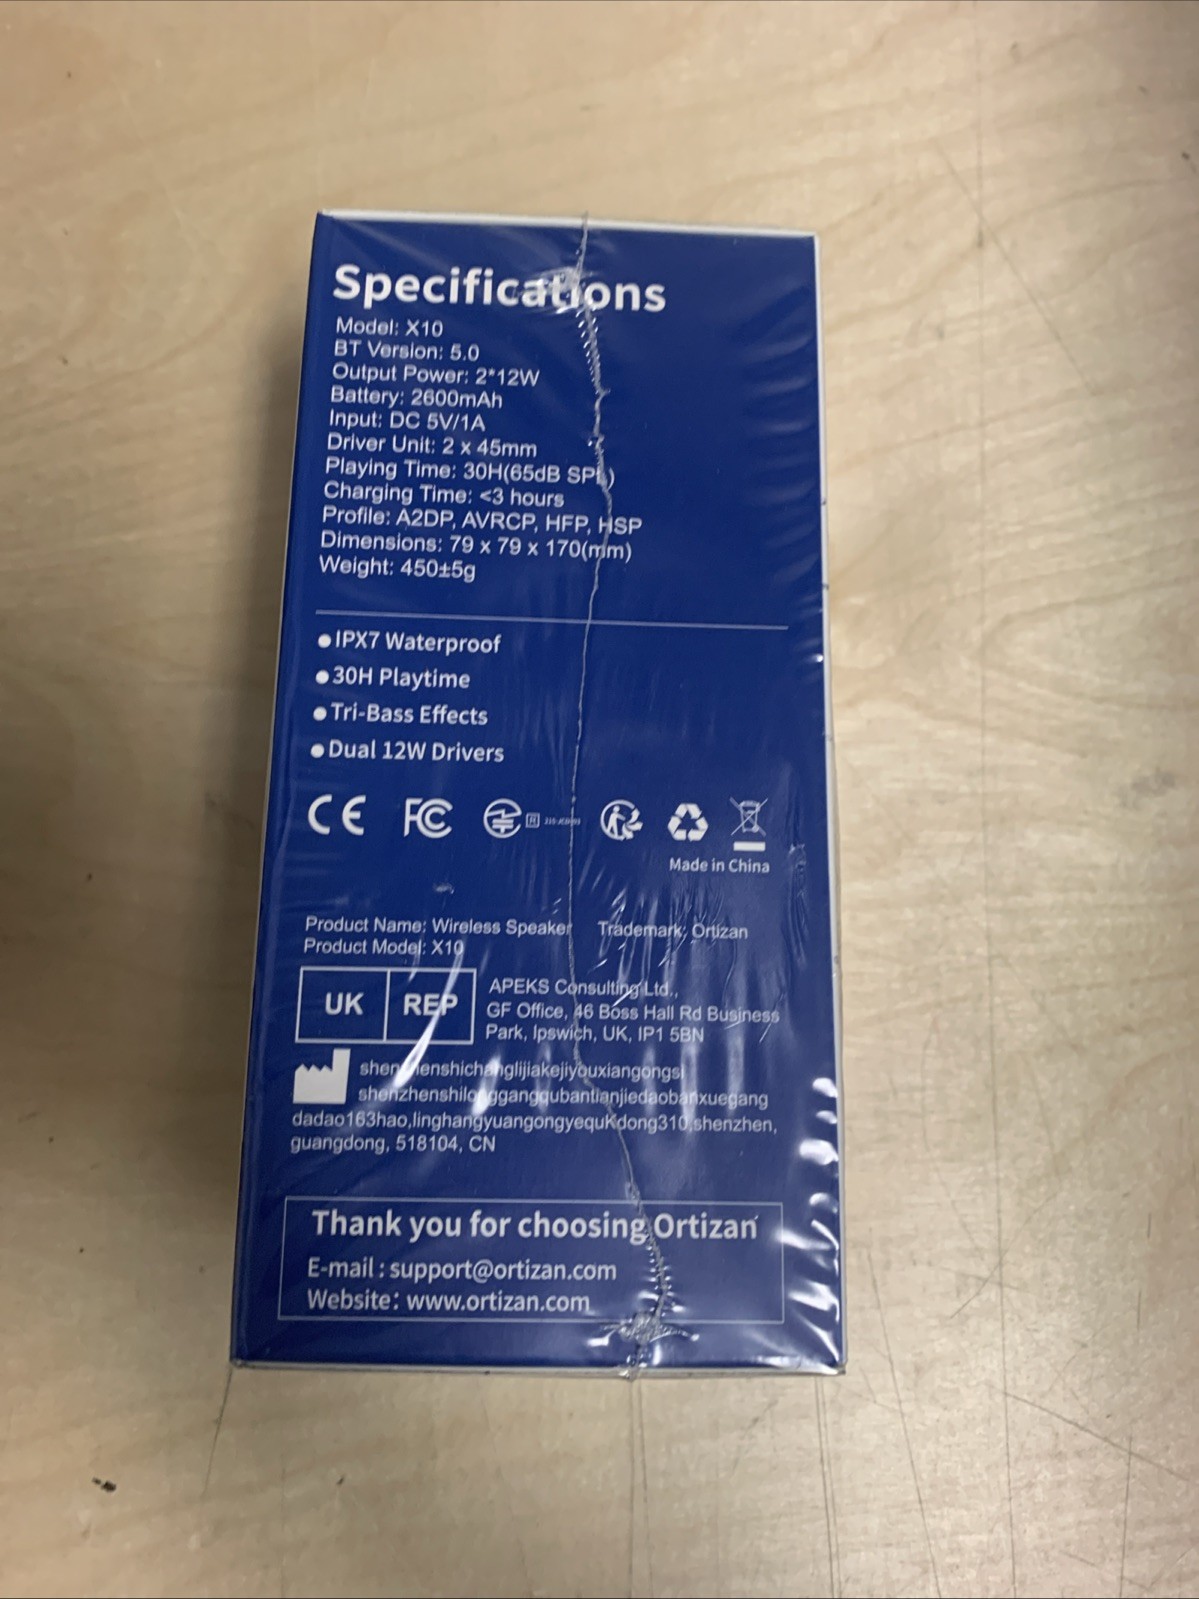 Specifications
Model: X10
BT Version: 5.0
Output Power: 2*12W
Battery: 2600mAh
Input: DC 5V/1A
Driver Unit: 2 x 45mm
Playing Time: 30H(65dB SPL)
Charging Time: <3 hours
Profile: A2DP, AVRCP, HFP, HSP
Dimensions: 79 x 79 x 170(mm)
Weight: 450±5g
●IPX7 Waterproof
●30H Playtime
●Tri-Bass Effects
●Dual 12W Drivers
CE FC R
Made in China
Product Name: Wireless Speaker Trademark: Ortizan
Product Model: X10
UK REP
APEKS Consulting Ltd.,
GF Office, 46 Boss Hall Rd Business
Park, Ipswich, UK, IP1 5BN
shenzhenshichanglijiakejiyouxiangongsi
shenzhenshilonggangqubantianjiedaobanxuegang
dadao163hao,linghangyuangongyequKdong310,shenzhen,
guangdong, 518104, CN
Thank you for choosing Ortizan
E-mail : support@ortizan.com
Website: www.ortizan.com